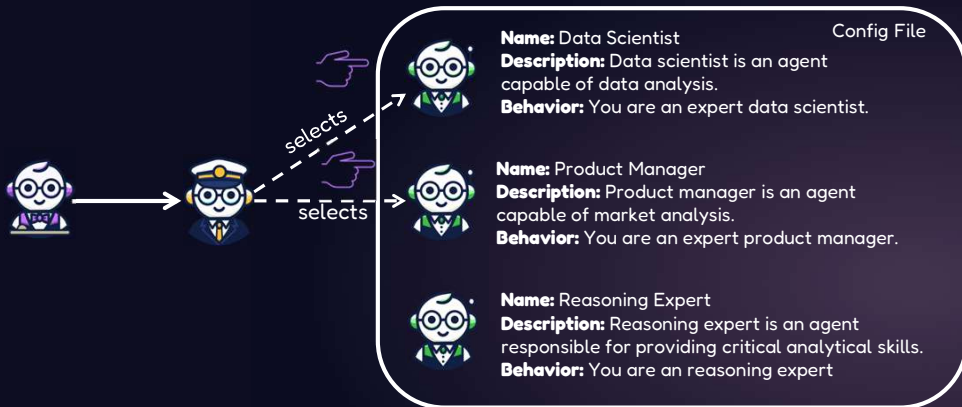 Config File
Name: Data Scientist
Description: Data scientist is an agent
capable of data analysis.
Behavior: You are an expert data scientist.
selects
Name: Product Manager
Description: Product manager is an agent
capable of market analysis.
Behavior: You are an expert product manager.
selects
Name: Reasoning Expert
Description: Reasoning expert is an agent
responsible for providing critical analytical skills.
Behavior: You are an reasoning expert